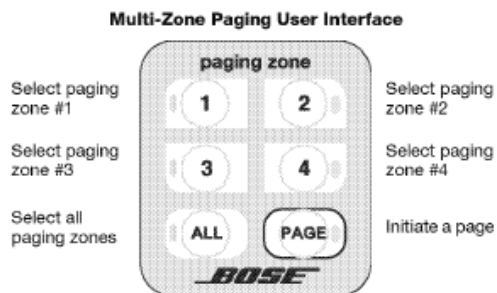 Multi-Zone Paging User Interface
paging zone
Select paging
zone #1
1
2
Select paging
zone #2
Select paging
zone #3
3
4
Select paging
zone #4
Select all
paging zones
ALL
PAGE
Initiate a page
BOSE